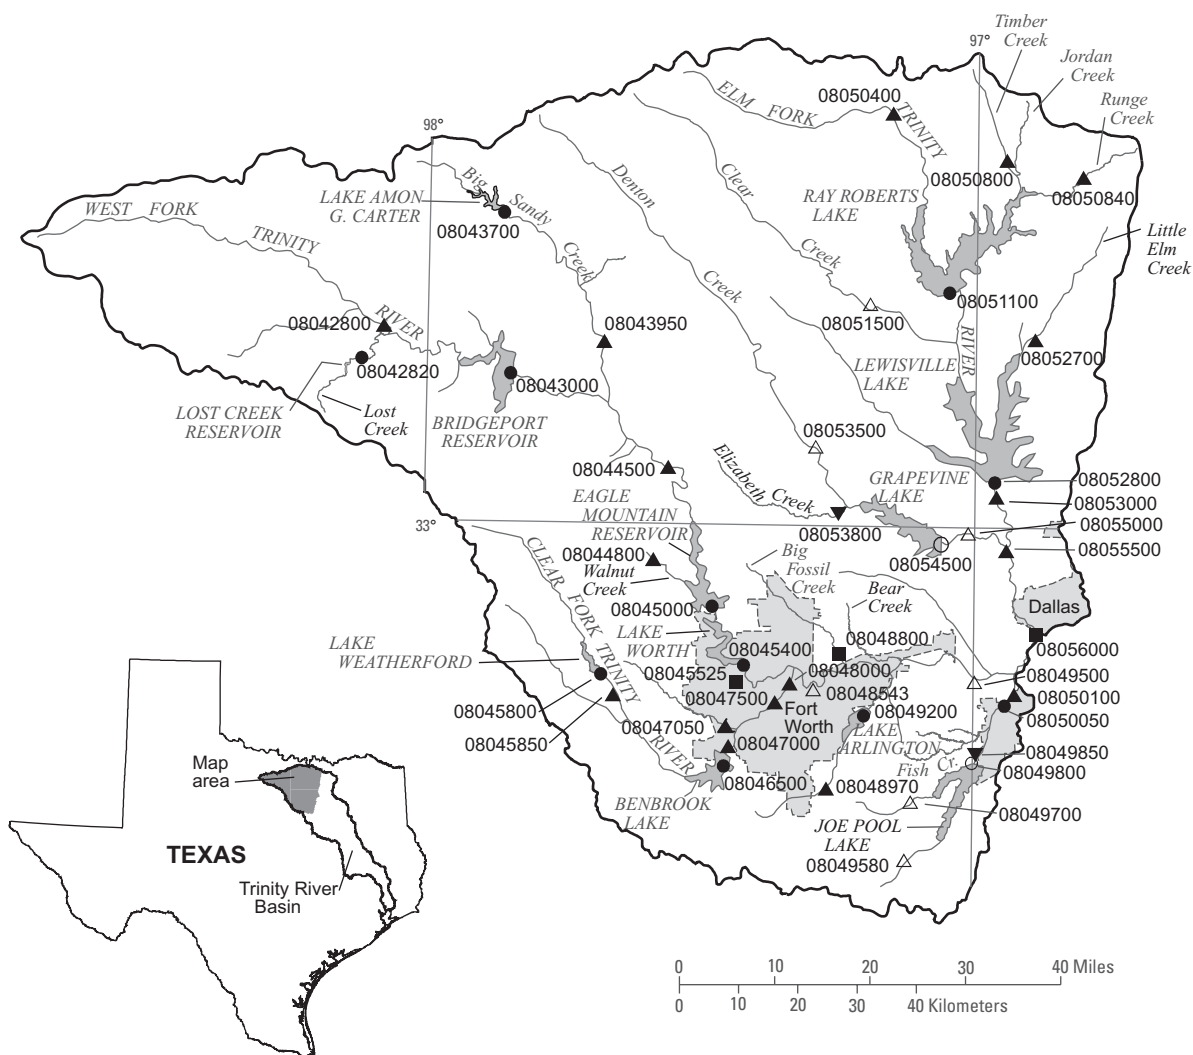 Timber
Creek
97°
Jordan
Creek
Runge
Creek
ELM FORK
08050400
TRINITY
98°
08050800
08050840
LAKE AMON
G. CARTER
Big
Sandy
Creek
08043700
Denton
Creek
Clear
Creek
RAY ROBERTS
LAKE
WEST FORK
TRINITY
RIVER
Little
Elm
Creek
08051100
08042800
08043950
08051500
RIVER
08052700
08042820
08043000
LEWISVILLE
LAKE
LOST CREEK
RESERVOIR
Lost
Creek
BRIDGEPORT
RESERVOIR
08053500
08044500
Elizabeth
Creek
GRAPEVINE
LAKE
08052800
08053000
33°
EAGLE
MOUNTAIN
RESERVOIR
08053800
08055000
08054500
08055500
CLEAR FORK TRINITY
RIVER
08044800
Walnut
Creek
Big
Fossil
Creek
Bear
Creek
08045000
Dallas
LAKE
WORTH
08048800
08056000
LAKE
WEATHERFORD
08045400
08045525
08048000
08049500
08047500
08048543
08050100
08045800
Fort
Worth
08049200
08050050
08047050
08045850
08047000
LAKE
ARLINGTON
08049850
Fish Cr.
08049800
08046500
08048970
BENBROOK
LAKE
08049700
JOE POOL
LAKE
08049580
Map
area
TEXAS
Trinity River
Basin
0 10 20 30 40 Miles
0 10 20 30 40 Kilometers